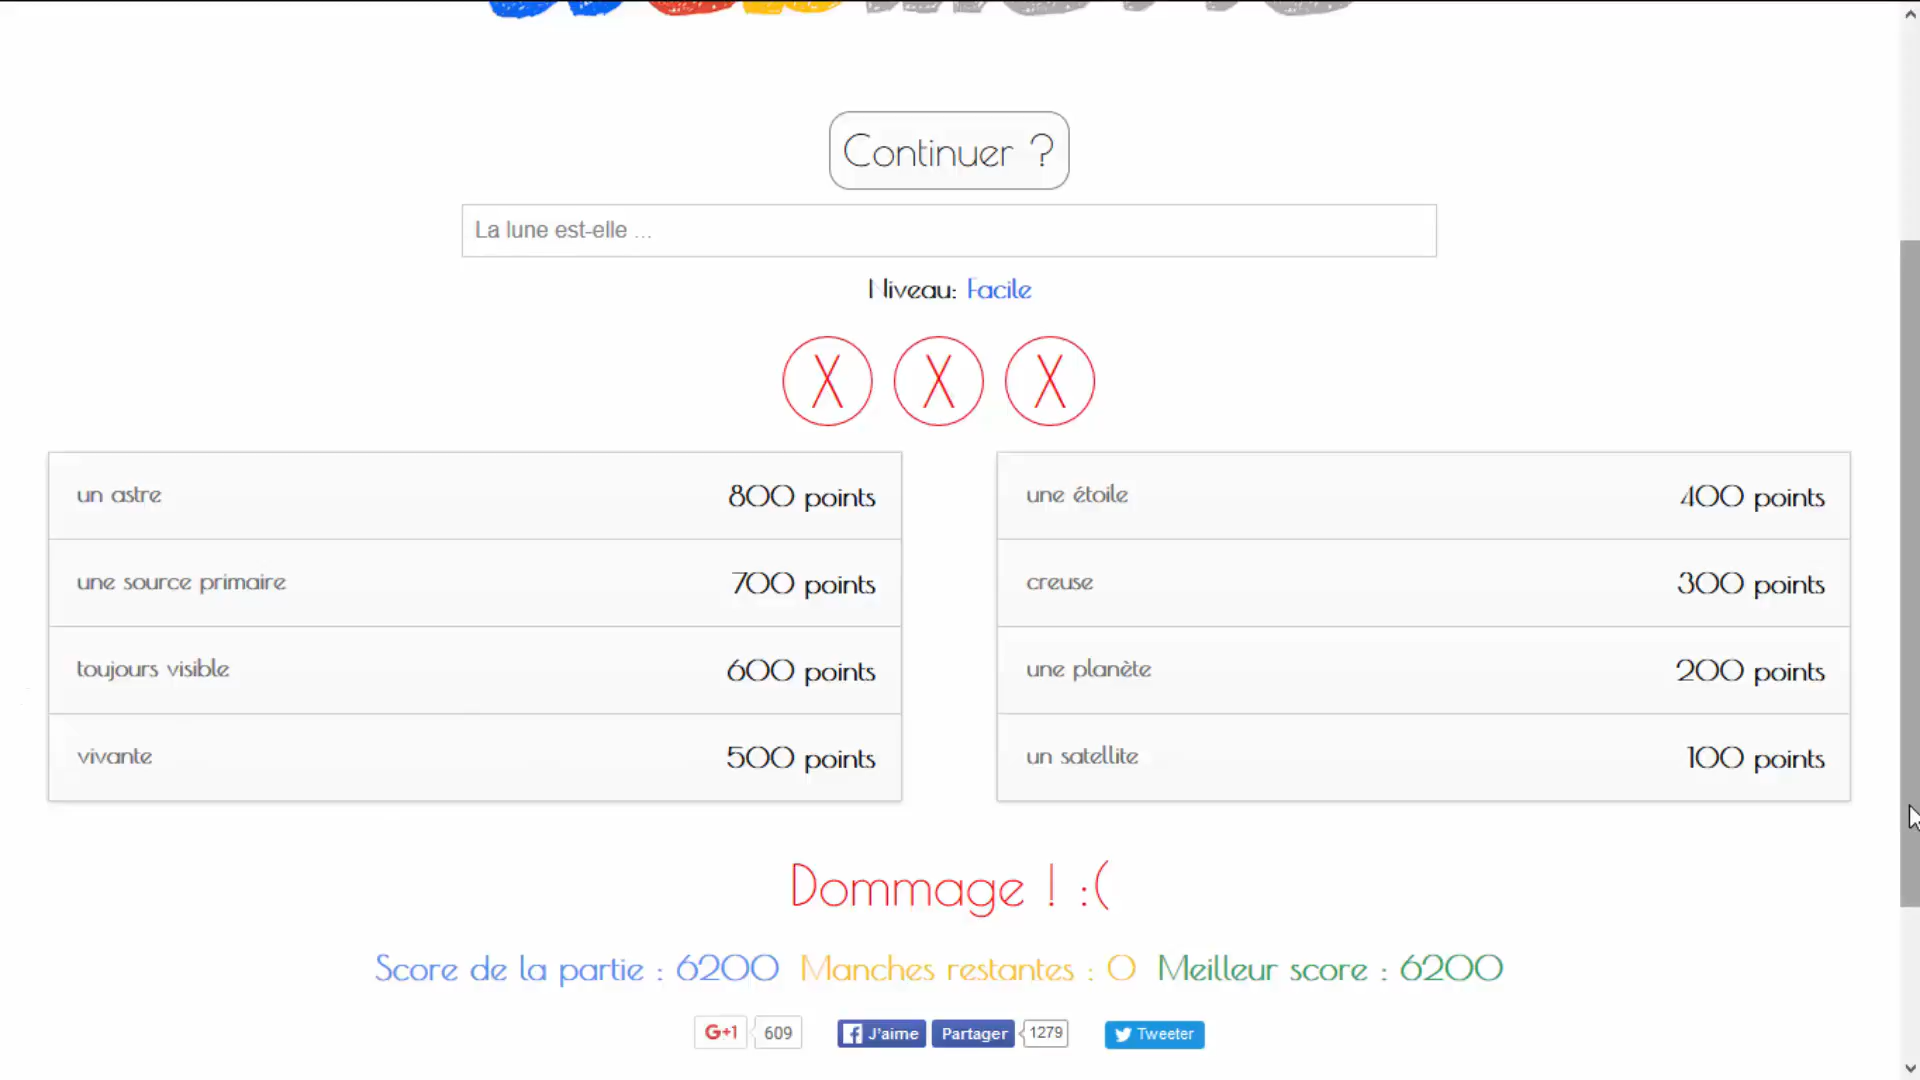 Continuer ?
La lune est-elle ...
Niveau: Facile
X X X
un astre 800 points
une source primaire 700 points
toujours visible 600 points
vivante 500 points
une étoile 400 points
creuse 300 points
une planète 200 points
un satellite 100 points
Dommage ! :(
Score de la partie : 6200 Manches restantes : 0 Meilleur score : 6200
G+1 609 J'aime Partager 1279 Tweeter